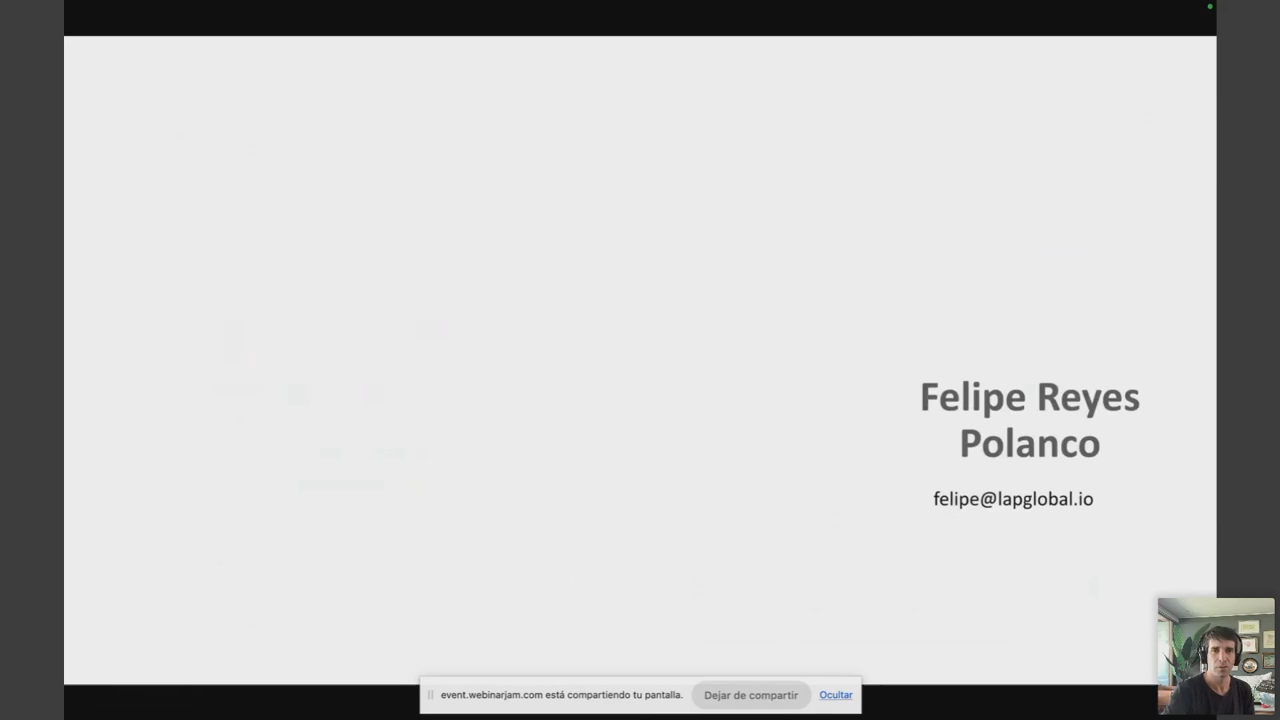 Felipe Reyes
Polanco
felipe@lapglobal.io
event.webinarjam.com está compartiendo tu pantalla. Dejar de compartir Ocultar